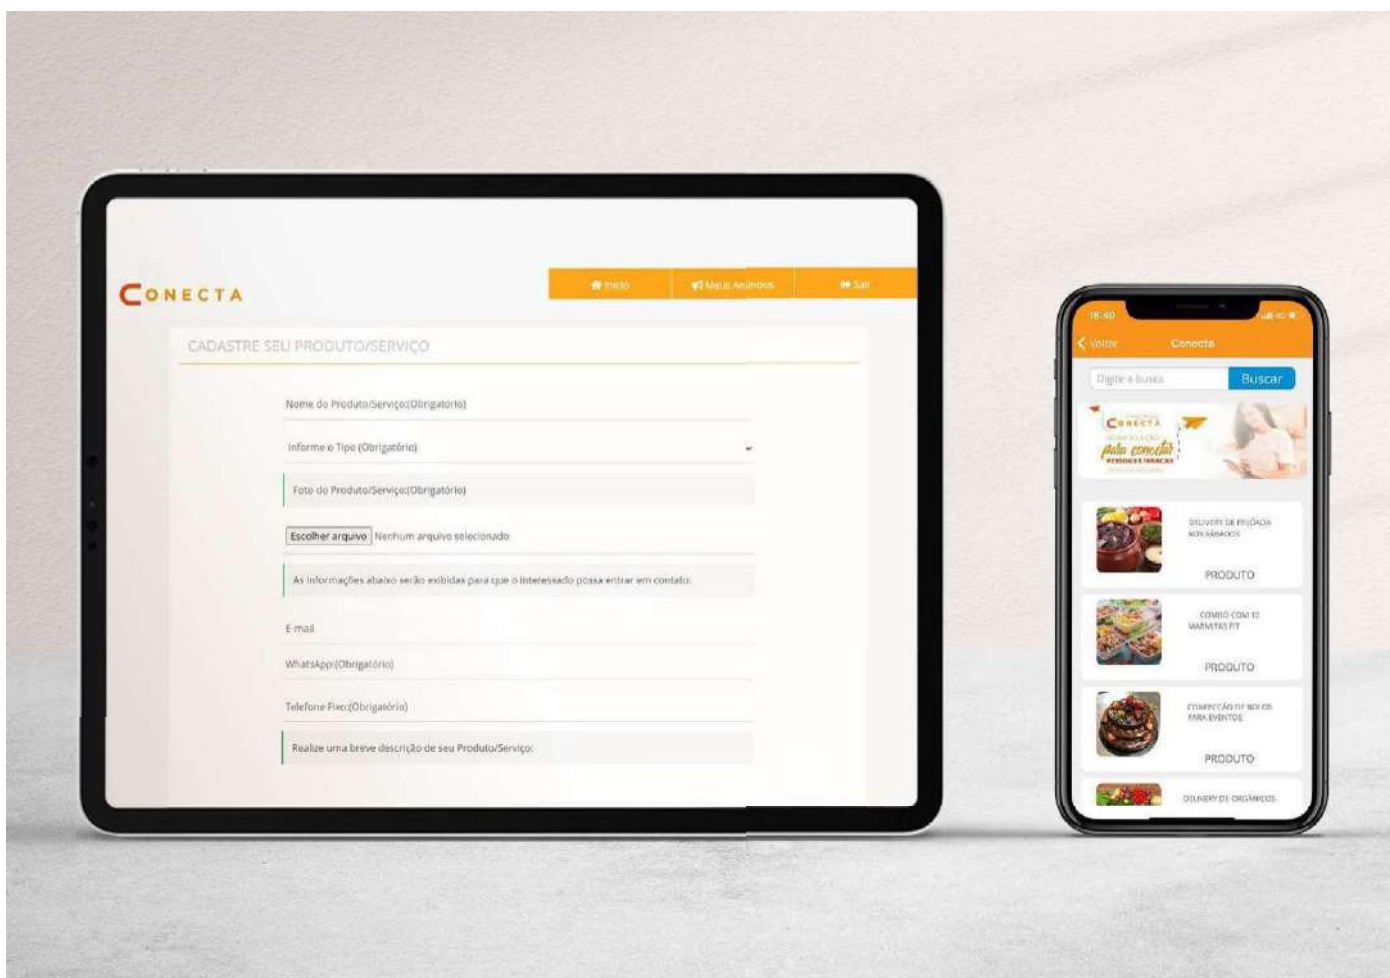 CONECTA
Início
Meus Anúncios
Sair
CADASTRE SEU PRODUTO/SERVIÇO
Nome do Produto/Serviço:(Obrigatório)
Informe o Tipo:(Obrigatório)
Foto do Produto/Serviço:(Obrigatório)
Escolher arquivo Nenhum arquivo selecionado
As informações abaixo serão exibidas para que o interessado possa entrar em contato:
E-mail
WhatsApp:(Obrigatório)
Telefone Fixo:(Obrigatório)
Realize uma breve descrição de seu Produto/Serviço:
Voltar
Conecta
Digite a busca
Buscar
CONECTA
para conectar
PESSOAS E MARCAS
DELIVERY DE FEIJOADA
AOS SÁBADOS
PRODUTO
COMBO COM 10
MARMITAS FIT
PRODUTO
CONFECÇÃO DE BOLOS
PARA EVENTOS
PRODUTO
DELIVERY DE ORGÂNICOS